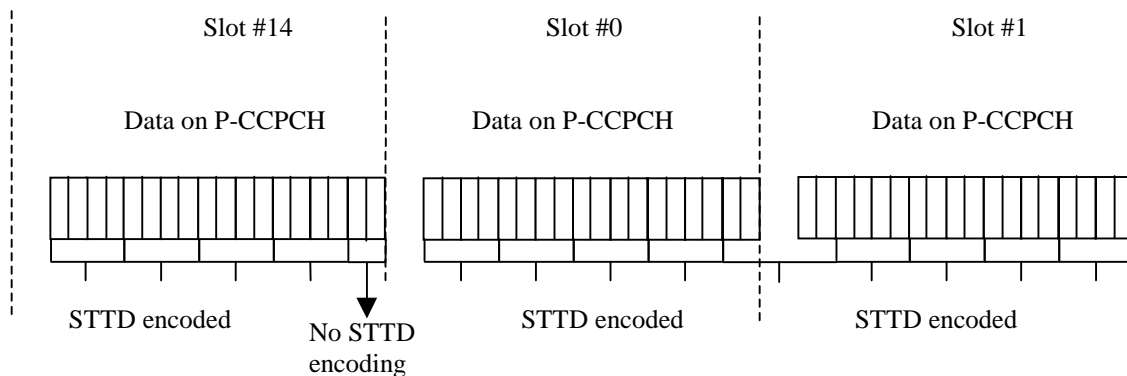 Slot #14
Slot #0
Slot #1
Data on P-CCPCH
Data on P-CCPCH
Data on P-CCPCH
STTD encoded
No STTD
encoding
STTD encoded
STTD encoded